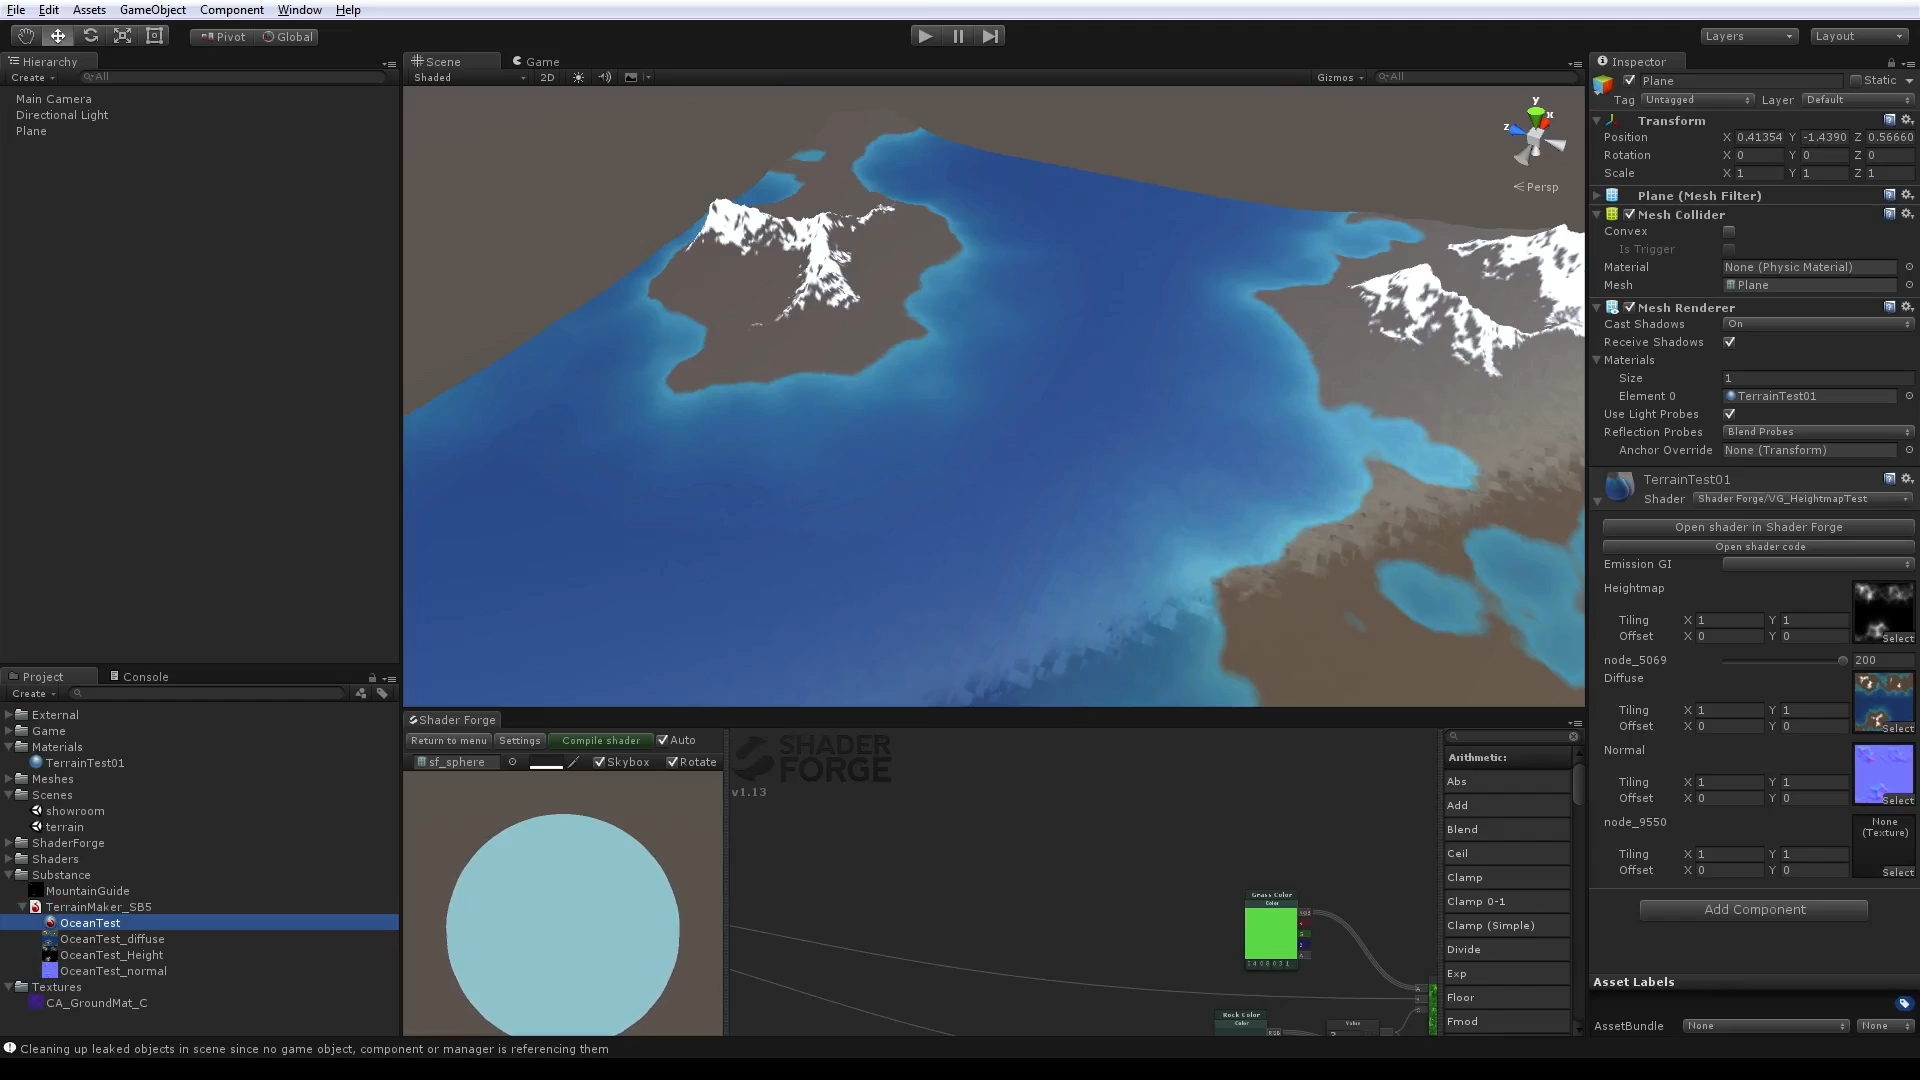 File Edit Assets GameObject Component Window Help
Pivot Global Layers Layout
Hierarchy
Create All
Main Camera
Directional Light
Plane
Scene Game
Shaded 2D Gizmos All
y
x
z
Persp
Inspector
Plane Static
Tag Untagged Layer Default
Transform
Position X 0.41354 Y -1.4390 Z 0.56660
Rotation X 0 Y 0 Z 0
Scale X 1 Y 1 Z 1
Plane (Mesh Filter)
Mesh Collider
Convex
Is Trigger
Material None (Physic Material)
Mesh Plane
Mesh Renderer
Cast Shadows On
Receive Shadows
Materials
Size 1
Element 0 TerrainTest01
Use Light Probes
Reflection Probes Blend Probes
Anchor Override None (Transform)
TerrainTest01
Shader Shader Forge/VG_HeightmapTest
Open shader in Shader Forge
Open shader code
Emission GI
Heightmap
Tiling X 1 Y 1
Offset X 0 Y 0 Select
node_5069 200
Diffuse
Tiling X 1 Y 1
Offset X 0 Y 0 Select
Normal
Tiling X 1 Y 1
Offset X 0 Y 0 Select
node_9550 None
(Texture)
Tiling X 1 Y 1
Offset X 0 Y 0 Select
Add Component
Asset Labels
AssetBundle None None
Project Console
Create
External
Game
Materials
TerrainTest01
Meshes
Scenes
showroom
terrain
ShaderForge
Shaders
Substance
MountainGuide
TerrainMaker_SB5
OceanTest
OceanTest_diffuse
OceanTest_Height
OceanTest_normal
Textures
CA_GroundMat_C
Shader Forge
Return to menu Settings Compile shader Auto
sf_sphere Skybox Rotate
SHADER
FORGE
v1.13
Grass Color
Color
Rock Color
Color
Value
Arithmetic:
Abs
Add
Blend
Ceil
Clamp
Clamp 0-1
Clamp (Simple)
Divide
Exp
Floor
Fmod
Cleaning up leaked objects in scene since no game object, component or manager is referencing them